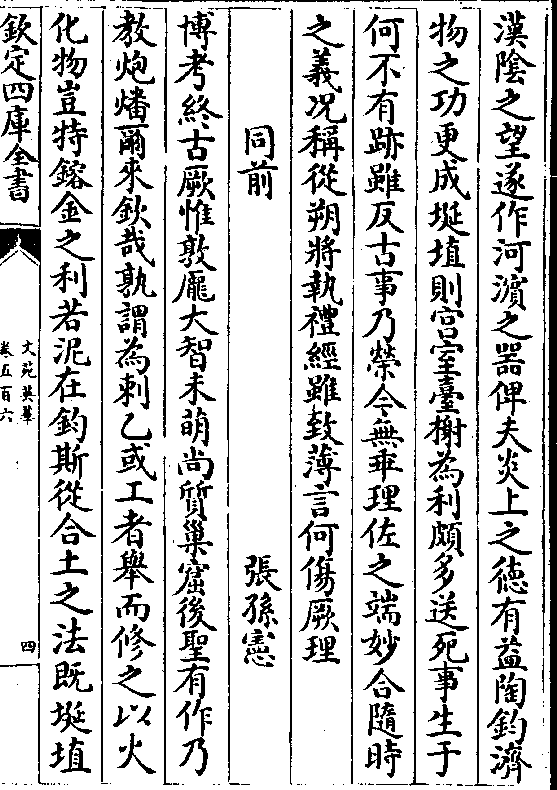 漢陰之望遂作河濱之器俾夫炎上之徳有益陶鈞濟
物之功更成埏埴則宫室臺榭為利頗多送死事生于
何不有跡雖反古事乃榮今無乖理佐之端妙合隨時
之義况稱從朔將執禮經雖致薄言何傷厥理
同前　張孫憲
博考終古厥惟敦龎大智未萌尚質巢窟後聖有作乃
教炮燔爾來欽哉孰謂為刺乙或工者舉而修之以火
化物豈特鎔金之利若泥在鈞斯從合土之法既埏埴
欽定四庫全書
文苑英華
卷五百六
四